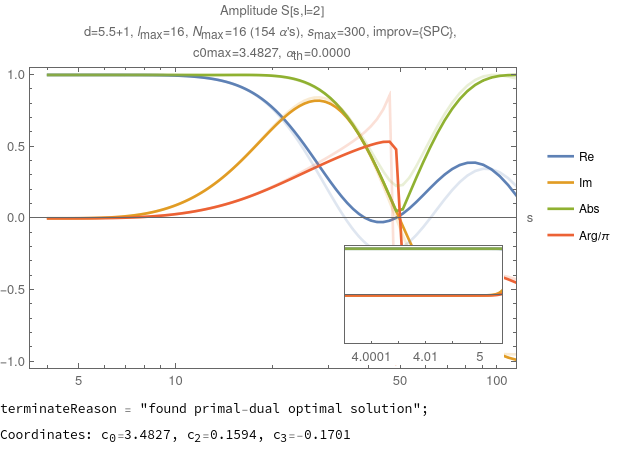 Amplitude S[s,l=2]
d=5.5+1, lmax=16, Nmax=16 (154 α's), smax=300, improv={SPC},
c0max=3.4827, αth=0.0000
1.0
0.5
0.0
-0.5
-1.0
5
10
50
100
s
4.0001
4.01
5
Re
Im
Abs
Arg/π
terminateReason = "found primal-dual optimal solution";
Coordinates: c0=3.4827, c2=0.1594, c3=-0.1701